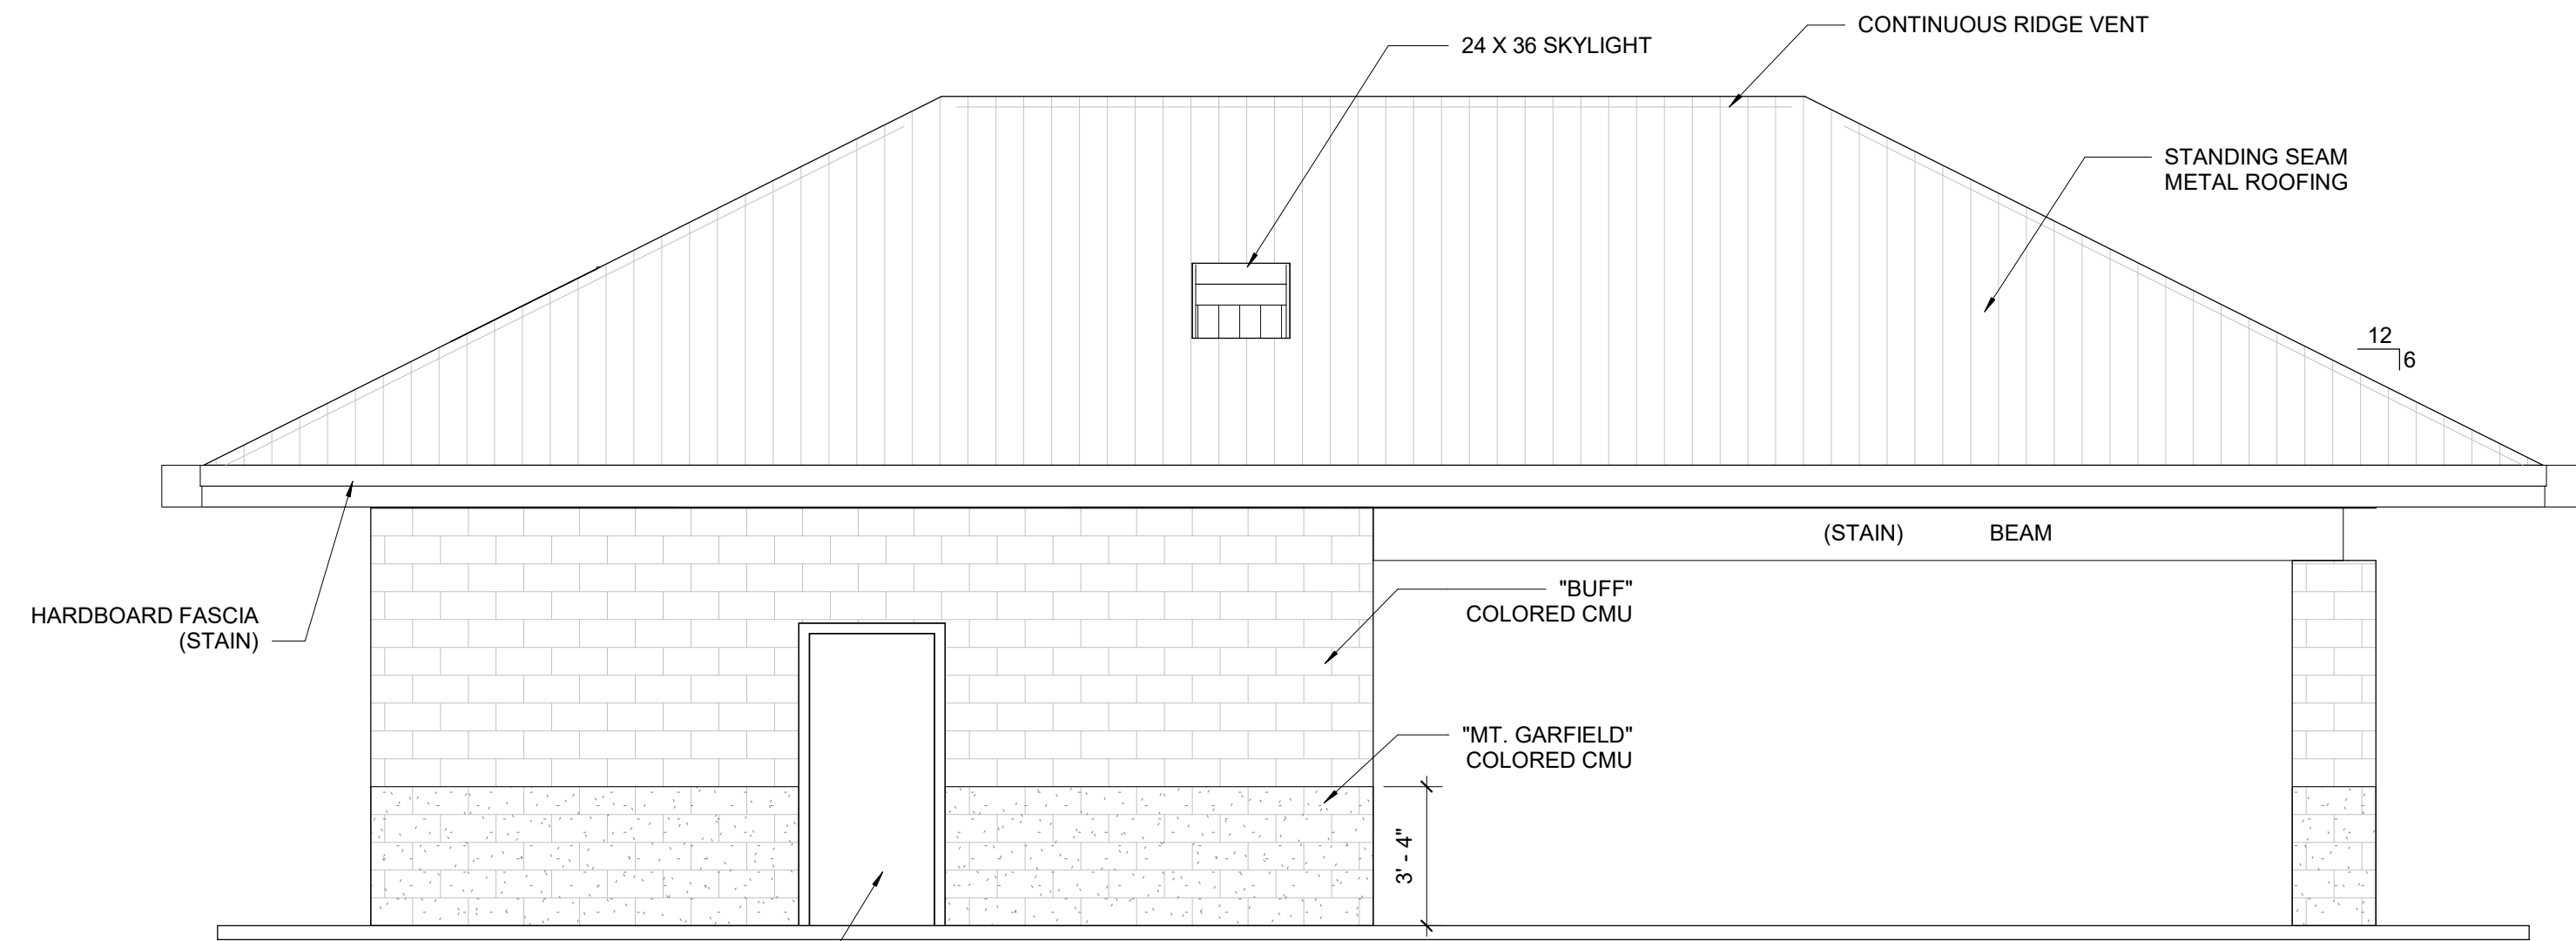 CONTINUOUS RIDGE VENT
24 X 36 SKYLIGHT
STANDING SEAM
METAL ROOFING
12
6
(STAIN) BEAM
"BUFF"
COLORED CMU
HARDBOARD FASCIA
(STAIN)
"MT. GARFIELD"
COLORED CMU
3' - 4"